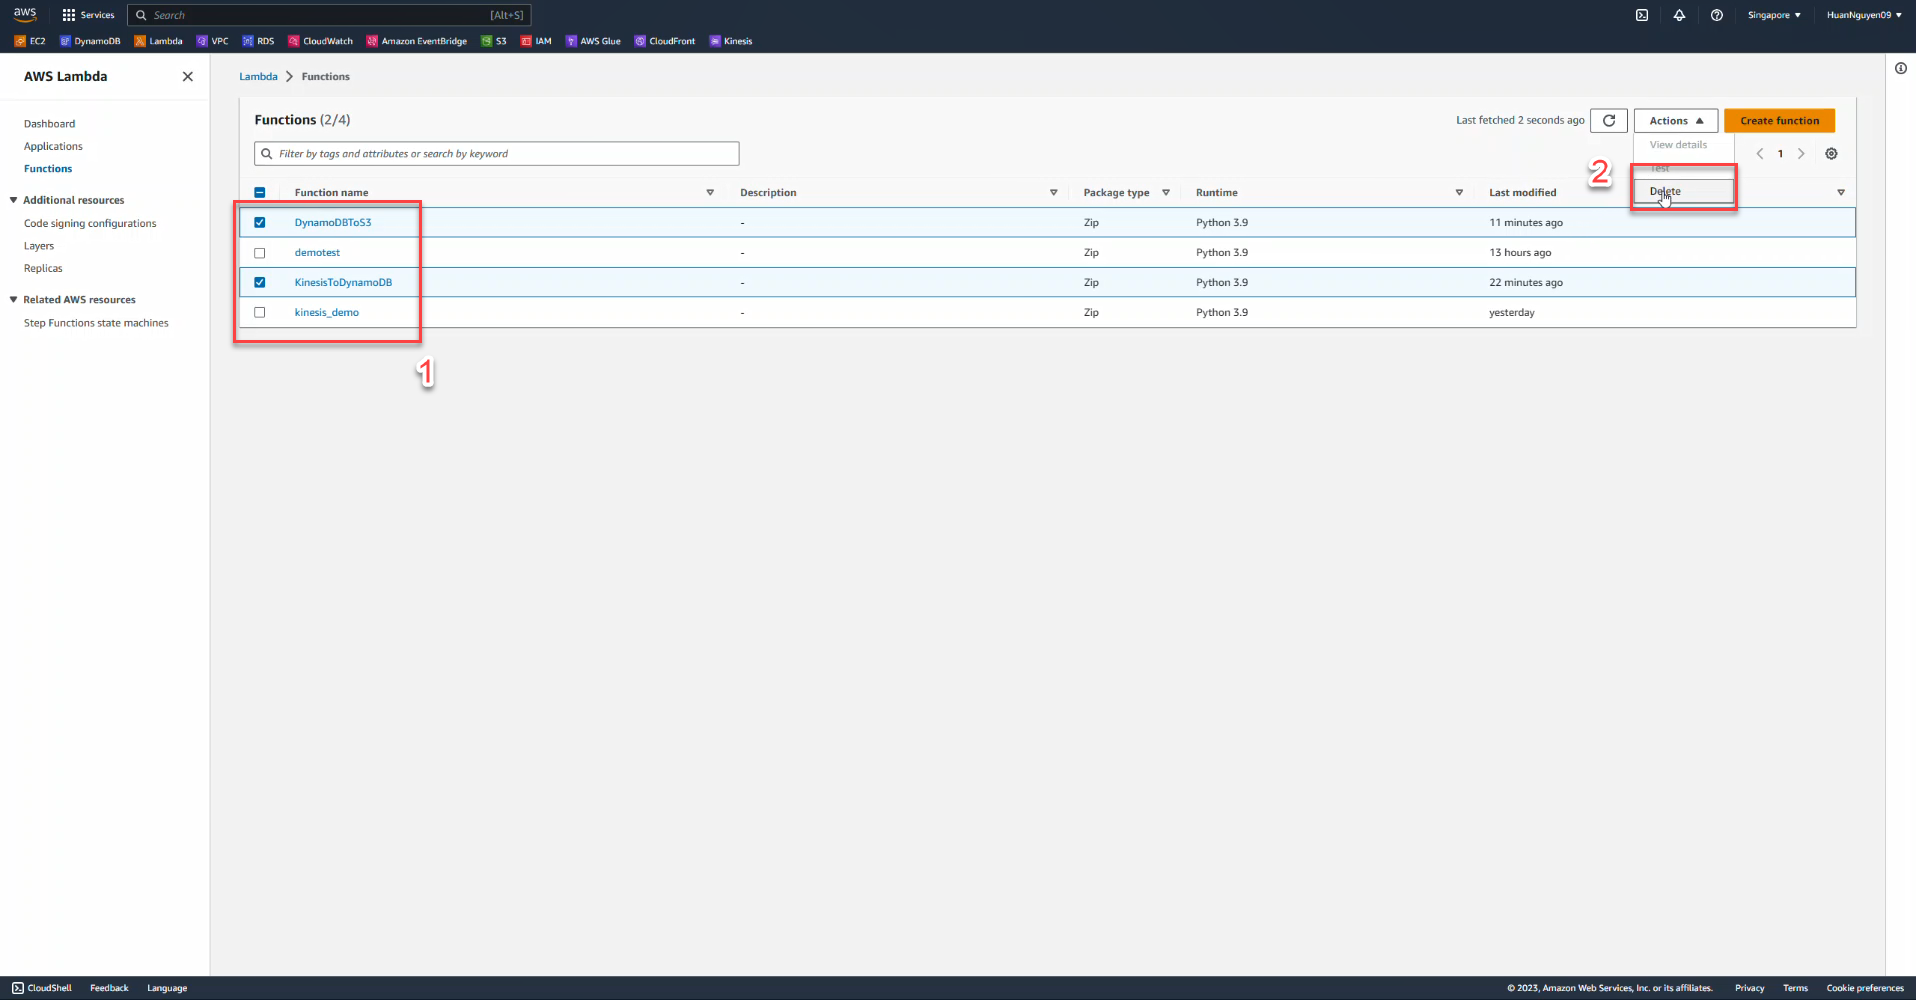 aws Services Search [Alt+S] Singapore HuanNguyen09
EC2 DynamoDB Lambda VPC RDS CloudWatch Amazon EventBridge S3 IAM AWS Glue CloudFront Kinesis
AWS Lambda
Dashboard
Applications
Functions
Additional resources
Code signing configurations
Layers
Replicas
Related AWS resources
Step Functions state machines
Lambda Functions
Functions (2/4)
Last fetched 2 seconds ago Actions Create function
Filter by tags and attributes or search by keyword
1
View details
Test
Delete
2
Function name Description Package type Runtime Last modified
DynamoDBToS3 - Zip Python 3.9 11 minutes ago
demotest - Zip Python 3.9 13 hours ago
KinesisToDynamoDB - Zip Python 3.9 22 minutes ago
kinesis_demo - Zip Python 3.9 yesterday
1
CloudShell Feedback Language © 2023, Amazon Web Services, Inc. or its affiliates. Privacy Terms Cookie preferences